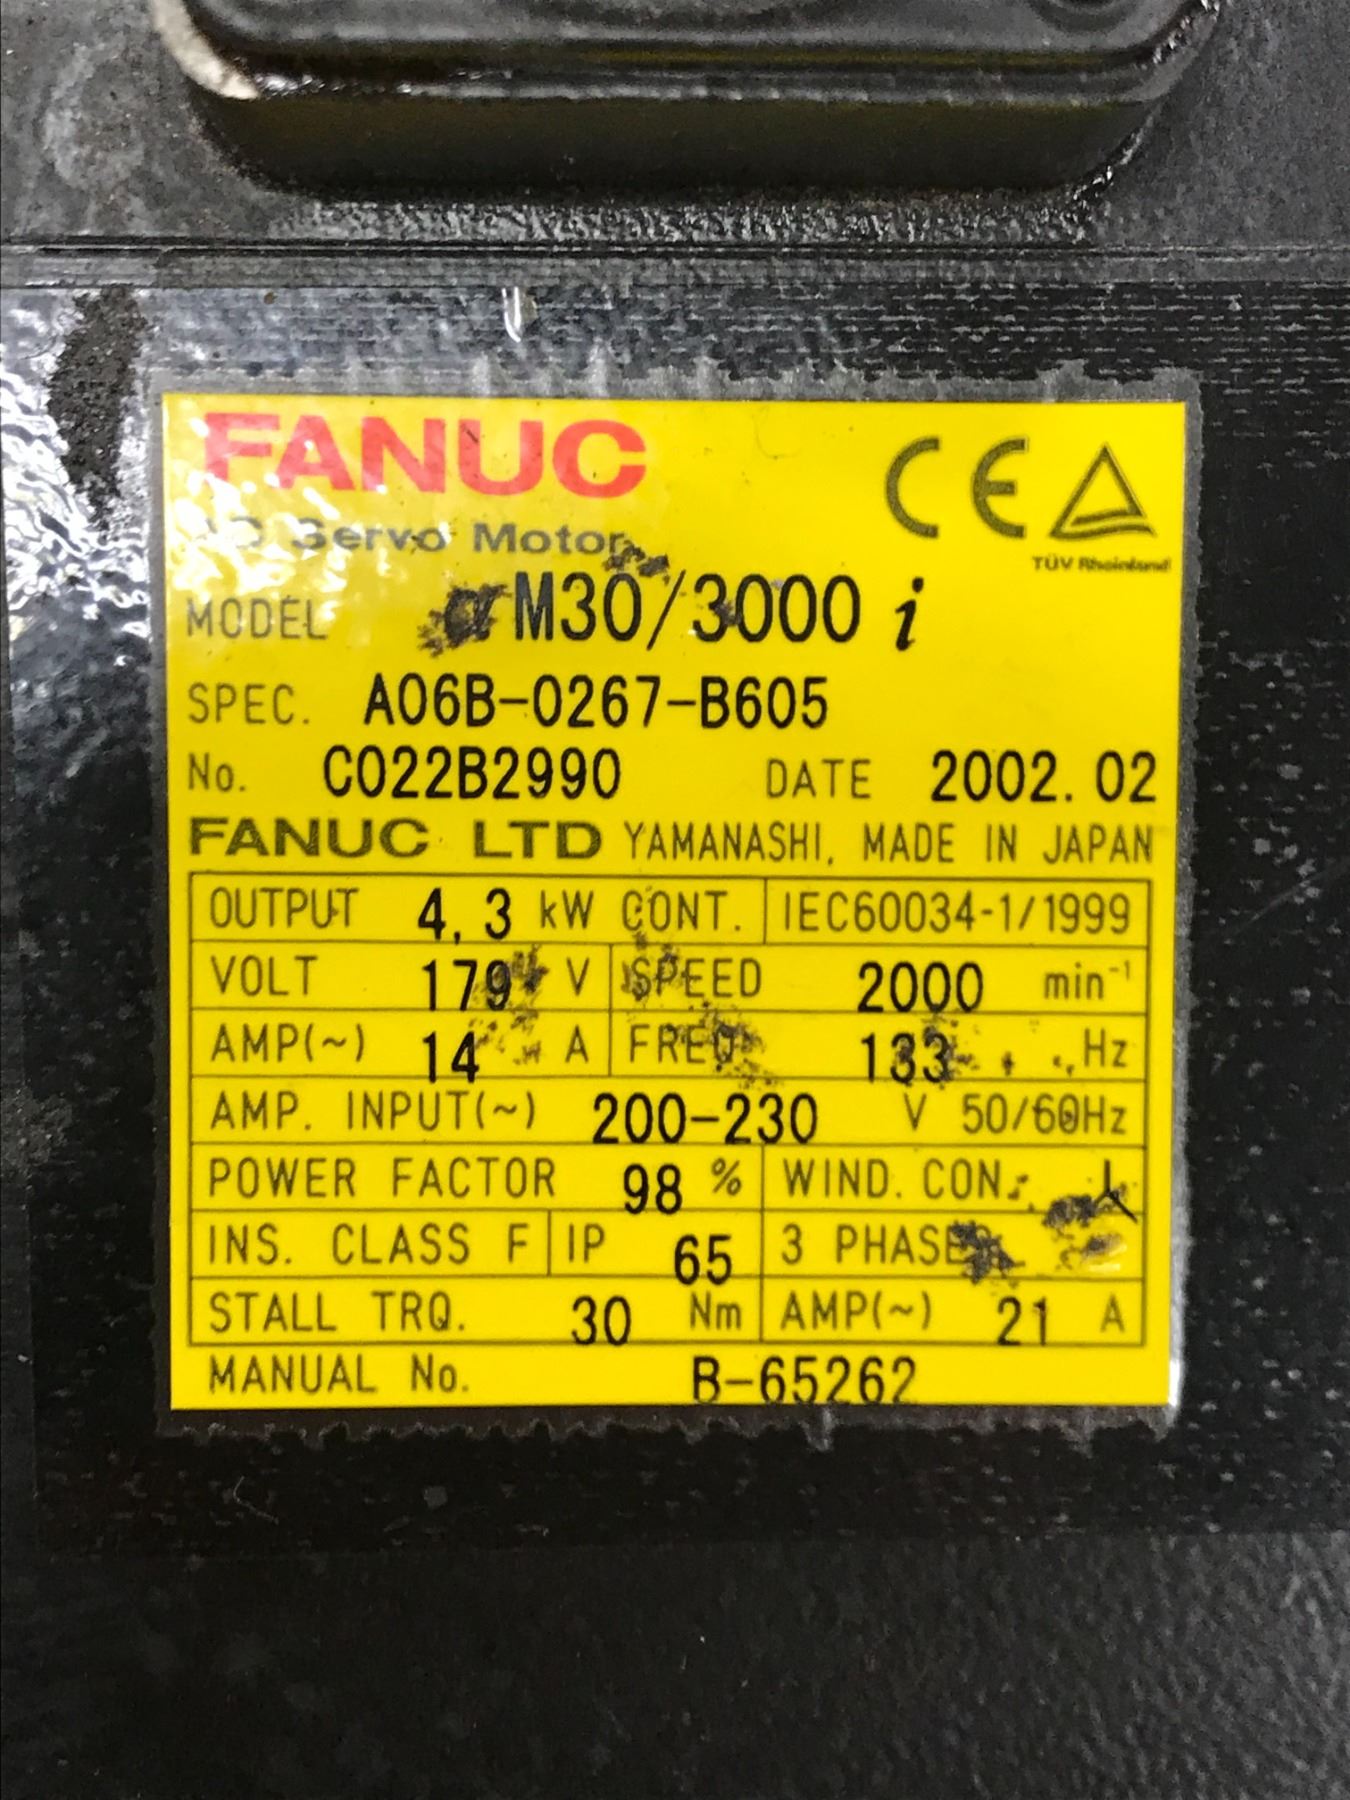 FANUC
CE
TÜV Rheinland
AC Servo Motor
MODEL αM30/3000 i
SPEC. A06B-0267-B605
No. C022B2990 DATE 2002.02
FANUC LTD YAMANASHI, MADE IN JAPAN
OUTPUT 4.3 kW CONT. IEC60034-1/1999
VOLT 179 V SPEED 2000 min⁻¹
AMP(~) 14 A FREQ. 133 Hz
AMP. INPUT(~) 200-230 V 50/60Hz
POWER FACTOR 98 % WIND. CON.
INS. CLASS F IP 65 3 PHASE
STALL TRQ. 30 Nm AMP(~) 21 A
MANUAL No. B-65262